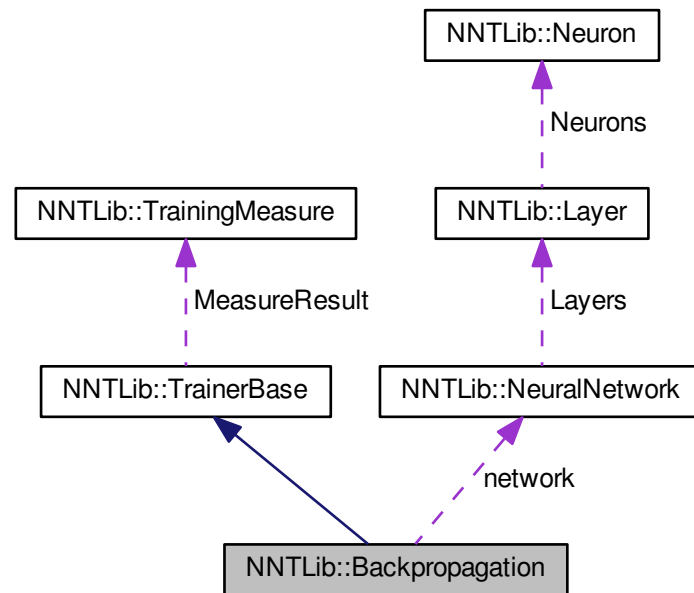 NNTLib::Neuron
Neurons
NNTLib::TrainingMeasure
NNTLib::Layer
MeasureResult
Layers
NNTLib::TrainerBase
NNTLib::NeuralNetwork
network
NNTLib::Backpropagation